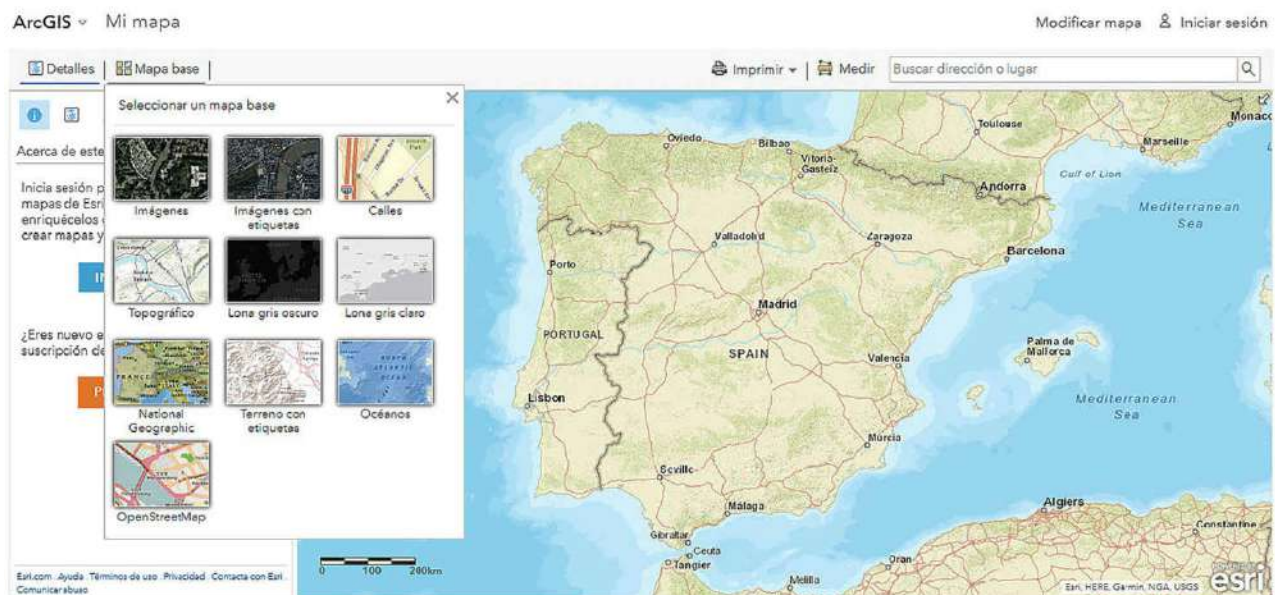 ArcGIS Mi mapa
Modificar mapa Iniciar sesión
Detalles Mapa base
Imprimir Medir Buscar dirección o lugar
Seleccionar un mapa base
Acerca de este
Inicia sesión p
mapas de Esri
enriquécelos
crear mapas y
IN
¿Eres nuevo e
suscripción de
P
Imágenes
Imágenes con
etiquetas
Calles
Topográfico
Lona gris oscuro
Lona gris claro
National
Geographic
Terreno con
etiquetas
Océanos
OpenStreetMap
Esri.com Ayuda Términos de uso Privacidad Contacta con Esri
Comunicar abuso
Toulouse
Monaco
Marseille
Oviedo
Bilbao
Vitoria-
Gasteiz
Gulf of Lion
Andorra
Mediterranean
Sea
Valladolid
Zaragoza
Barcelona
Porto
Madrid
PORTUGAL
SPAIN
Palma de
Mallorca
Valencia
Lisbon
Mediterranean
Sea
Murcia
Seville
Málaga
Algiers
Constantine
Gibraltar
Ceuta
Tangier
Oran
Melilla
0 100 200km
Esri, HERE, Garmin, NGA, USGS
esri